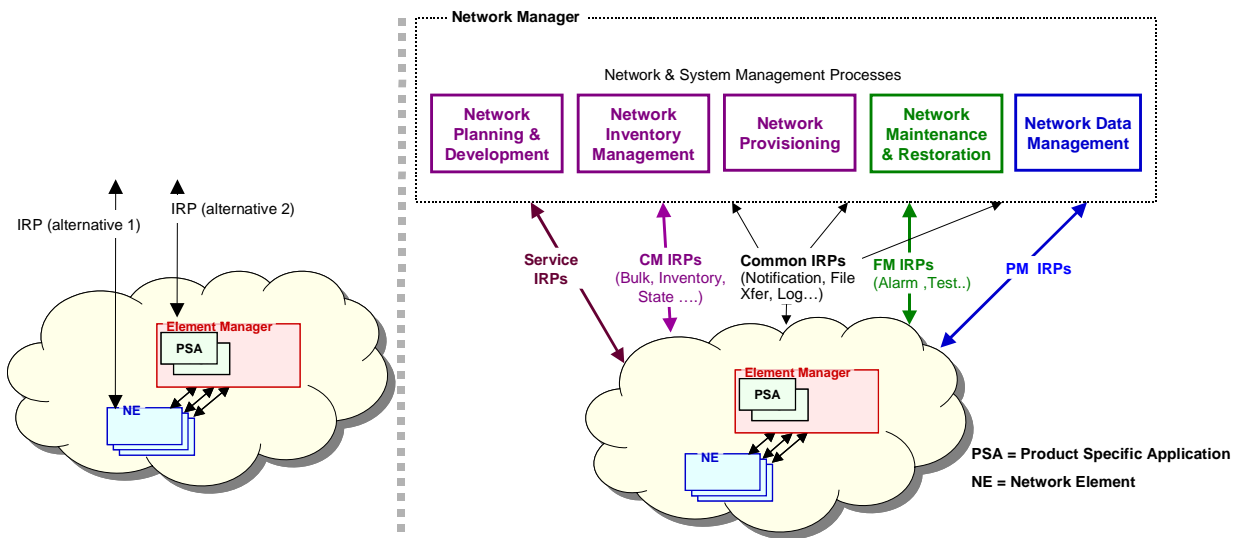 Network Manager
Network & System Management Processes
Network
Planning &
Development
Network
Inventory
Management
Network
Provisioning
Network
Maintenance
& Restoration
Network Data
Management
IRP (alternative 1)
IRP (alternative 2)
Element Manager
PSA
NE
Service
IRPs
CM IRPs
(Bulk, Inventory,
State ….)
Common IRPs
(Notification, File
Xfer, Log…)
FM IRPs
(Alarm ,Test..)
PM IRPs
Element Manager
PSA
NE
PSA = Product Specific Application
NE = Network Element